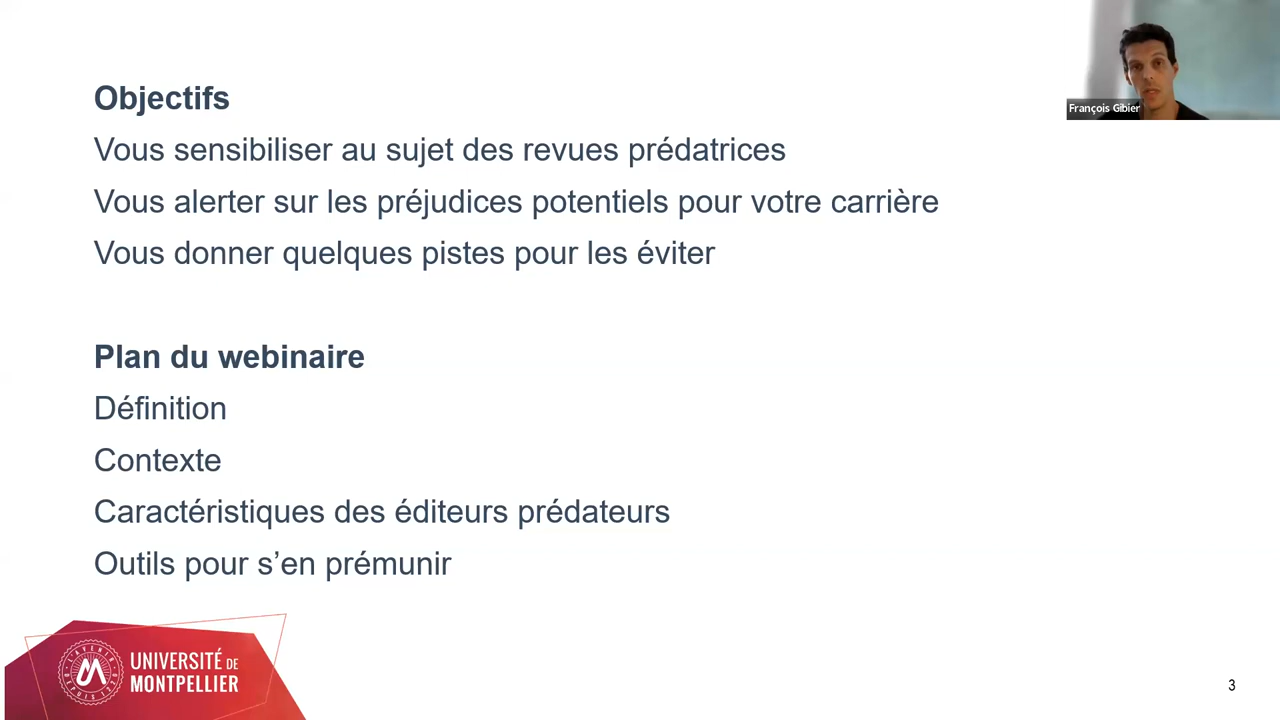 Objectifs
Vous sensibiliser au sujet des revues prédatrices
Vous alerter sur les préjudices potentiels pour votre carrière
Vous donner quelques pistes pour les éviter
François Gibier
Plan du webinaire
Définition
Contexte
Caractéristiques des éditeurs prédateurs
Outils pour s’en prémunir
UNIVERSITÉ DE
MONTPELLIER
3